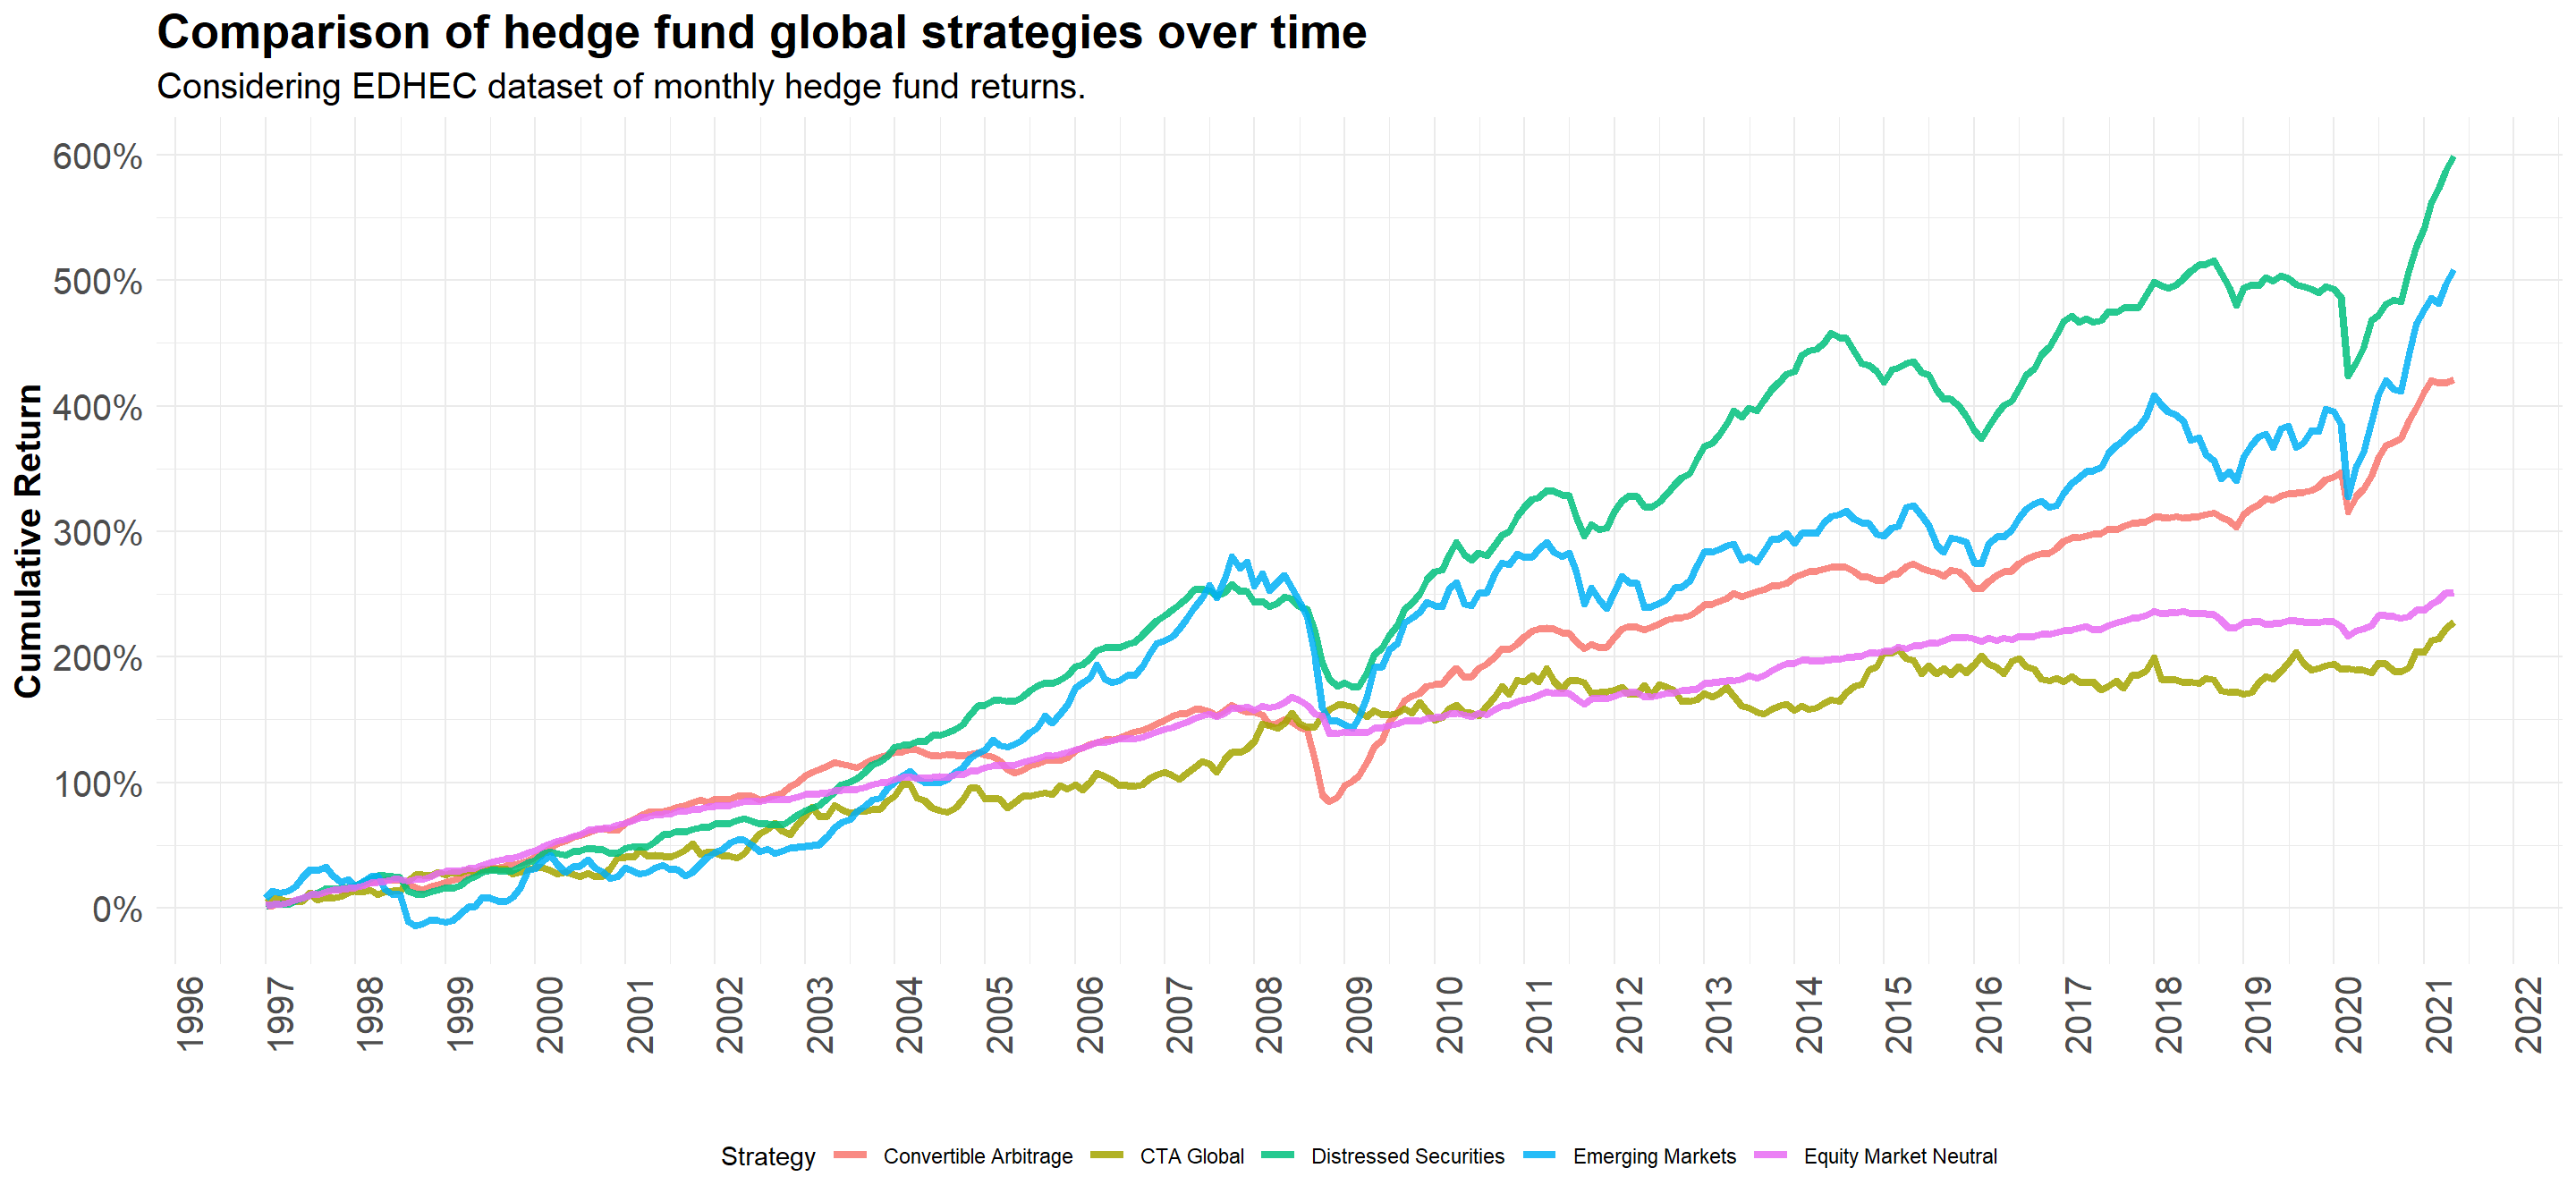 Comparison of hedge fund global strategies over time
Considering EDHEC dataset of monthly hedge fund returns.
Cumulative Return
600%
500%
400%
300%
200%
100%
0%
1996 1997 1998 1999 2000 2001 2002 2003 2004 2005 2006 2007 2008 2009 2010 2011 2012 2013 2014 2015 2016 2017 2018 2019 2020 2021 2022
Strategy Convertible Arbitrage CTA Global Distressed Securities Emerging Markets Equity Market Neutral